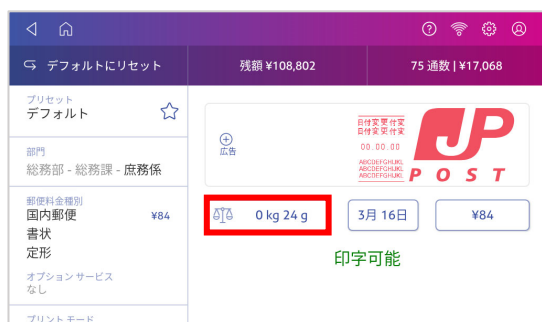 デフォルトにリセット
残額 ¥108,802
75 通数 | ¥17,068
プリセット
デフォルト
部門
総務部 - 総務課 - 庶務係
郵便料金種別
国内郵便 ¥84
書状
定形
オプション サービス
なし
プリント モード
広告
日付変更付変
日付変更付変
00.00.00
ABCDEFGHIJKL
ABCDEFGHIJKL
ABCDEFGHIJKL
JP
POST
0 kg 24 g
3月 16日
¥84
印字可能